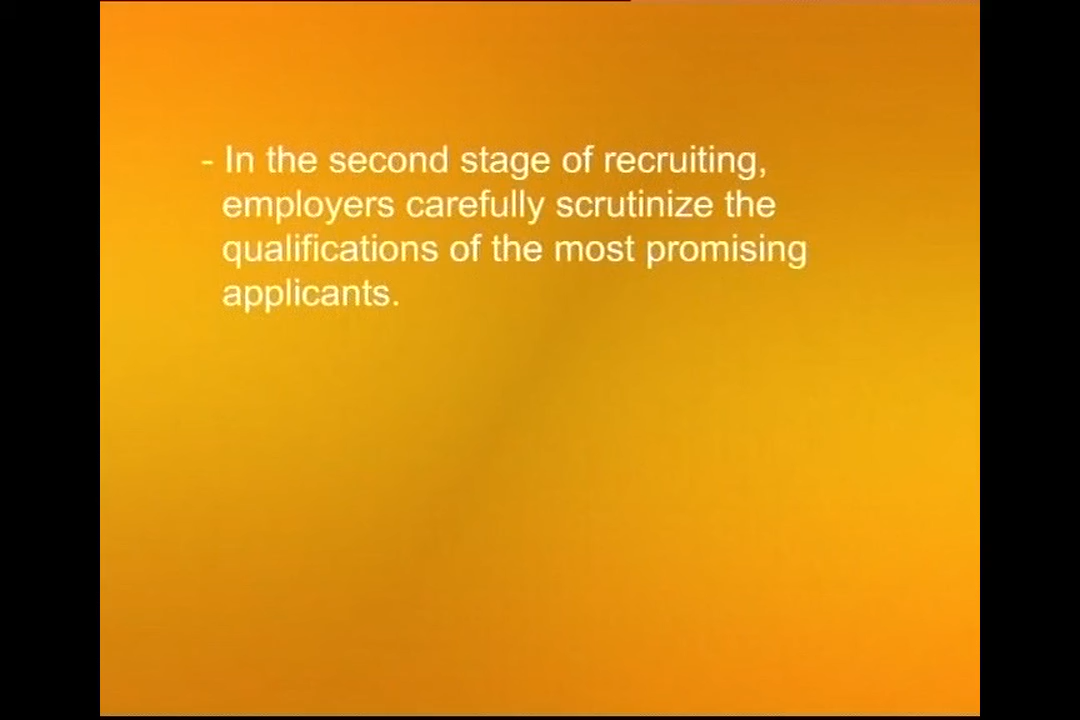 - In the second stage of recruiting,
employers carefully scrutinize the
qualifications of the most promising
applicants.